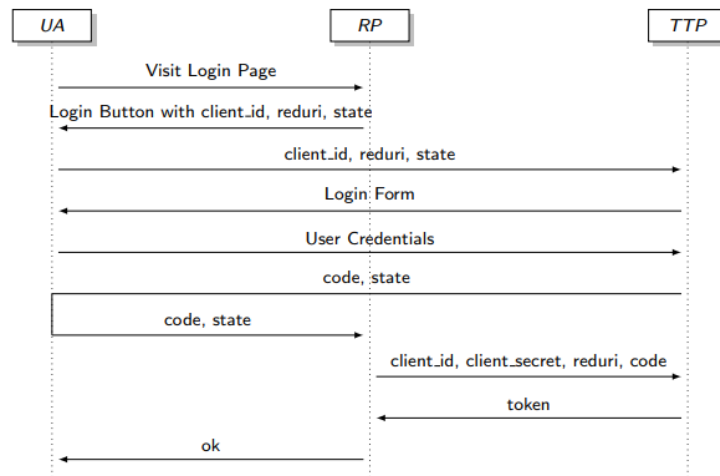 UA
RP
TTP
Visit Login Page
Login Button with client_id, reduri, state
client_id, reduri, state
Login Form
User Credentials
code, state
code, state
client_id, client_secret, reduri, code
token
ok